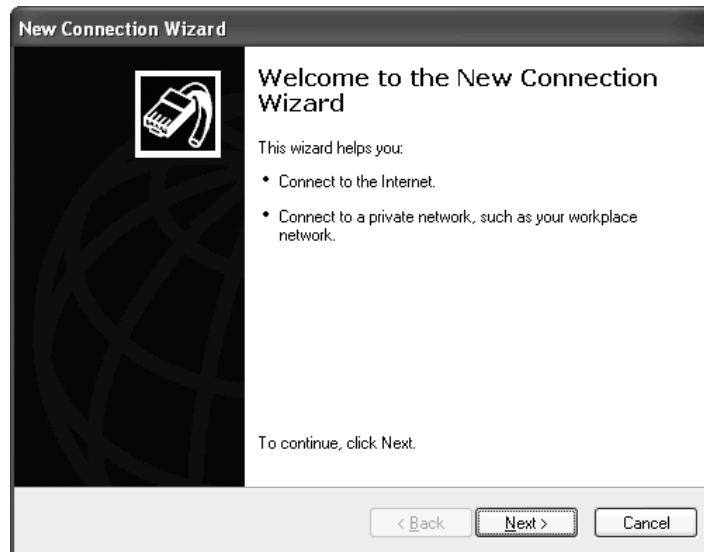 New Connection Wizard
Welcome to the New Connection
Wizard
This wizard helps you:
• Connect to the Internet.
• Connect to a private network, such as your workplace
network.
To continue, click Next.
< Back Next > Cancel